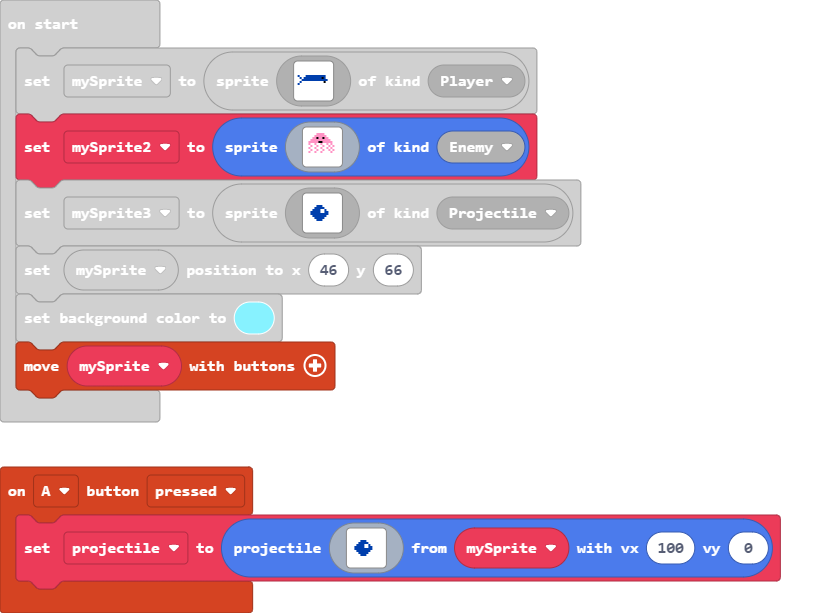 on start
set mySprite to sprite of kind Player
set mySprite2 to sprite of kind Enemy
set mySprite3 to sprite of kind Projectile
set mySprite position to x 46 y 66
set background color to
move mySprite with buttons
on A button pressed
set projectile to projectile from mySprite with vx 100 vy 0